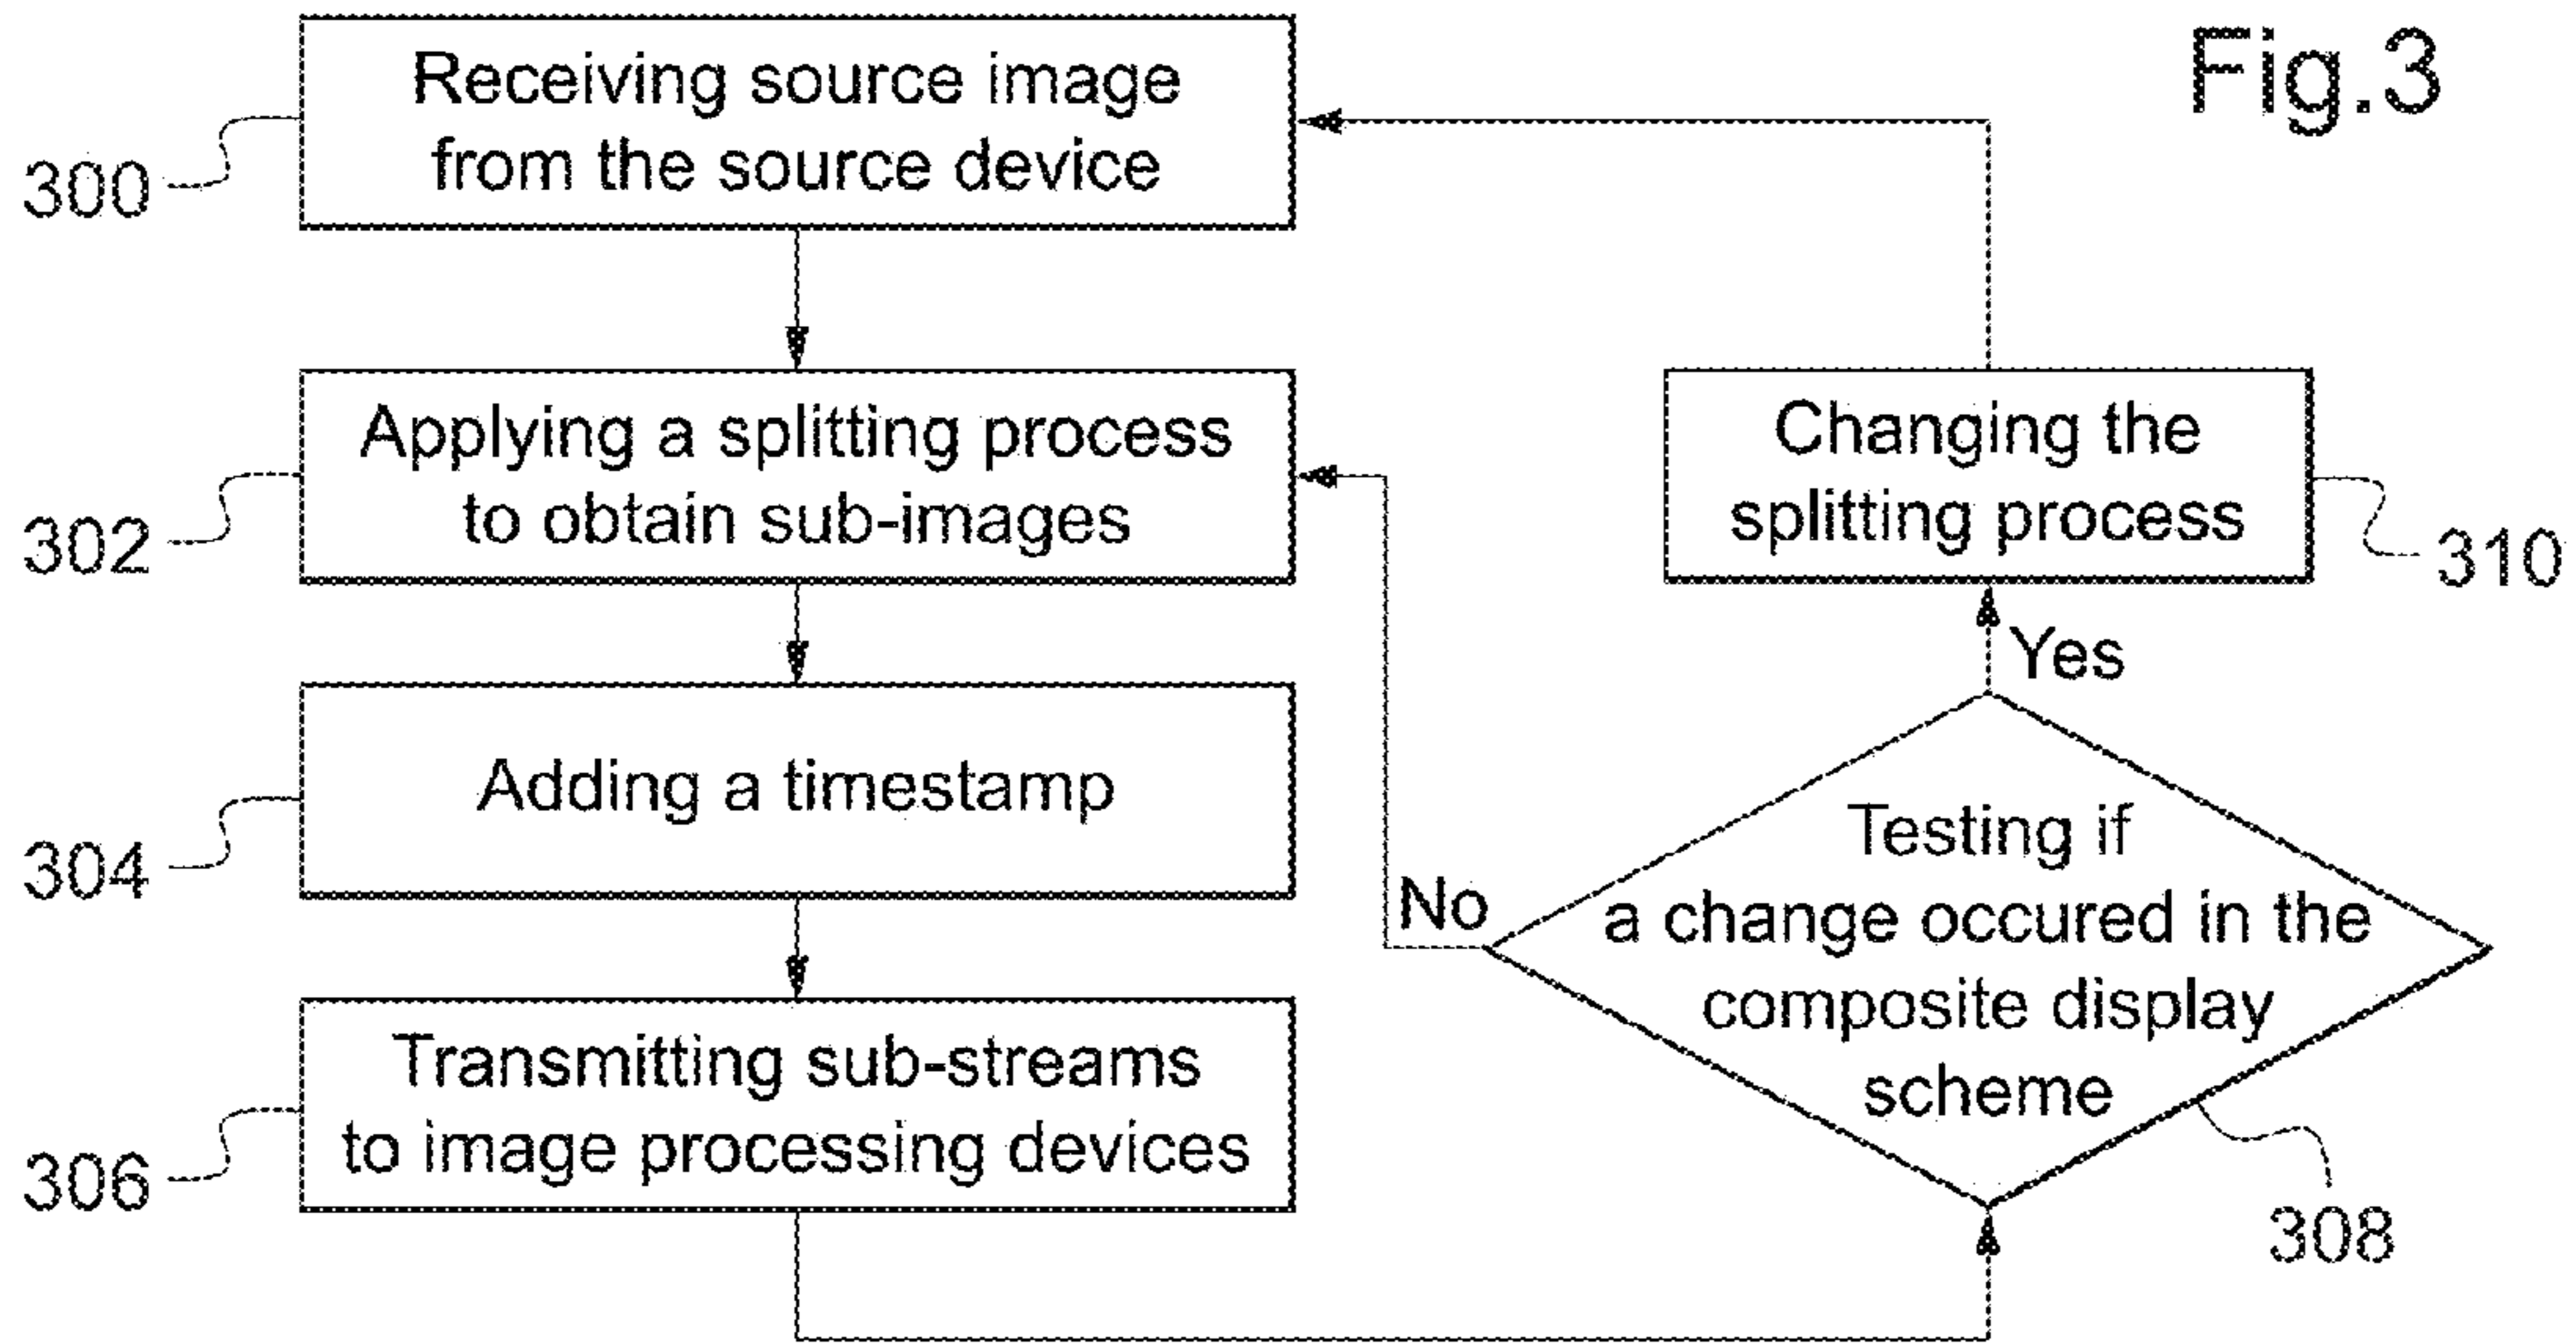 Fig.3
Receiving source image
from the source device
300
Applying a splitting process
to obtain sub-images
302
Adding a timestamp
304
Transmitting sub-streams
to image processing devices
306
Changing the
splitting process
310
Yes
No
Testing if
a change occured in the
composite display
scheme
308